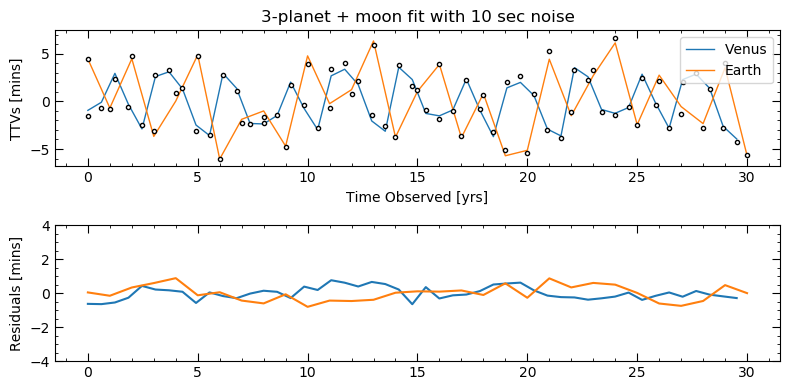 3-planet + moon fit with 10 sec noise
TTVs [mins]
5
0
−5
Venus
Earth
0 5 10 15 20 25 30
Time Observed [yrs]
Residuals [mins]
4
2
0
−2
−4
0 5 10 15 20 25 30